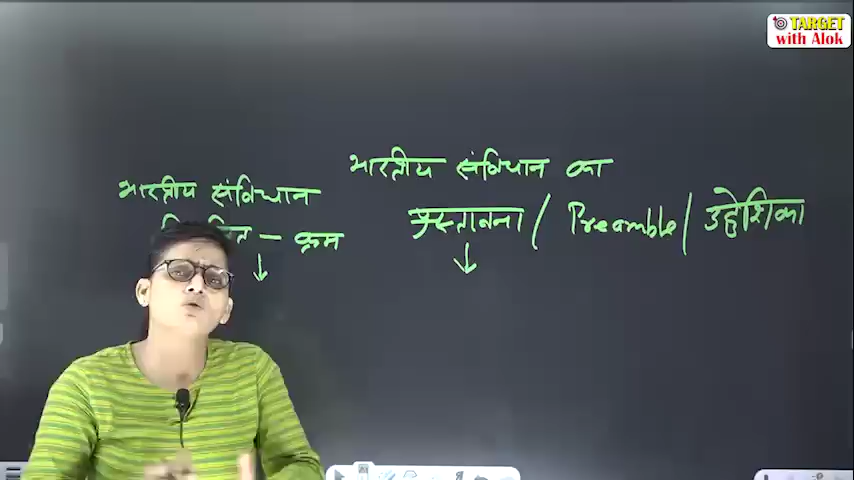 TARGET
with Alok
भारतीय संविधान का
प्रस्तावना / Preamble / उद्देशिका
भारतीय संविधान
– क्रम